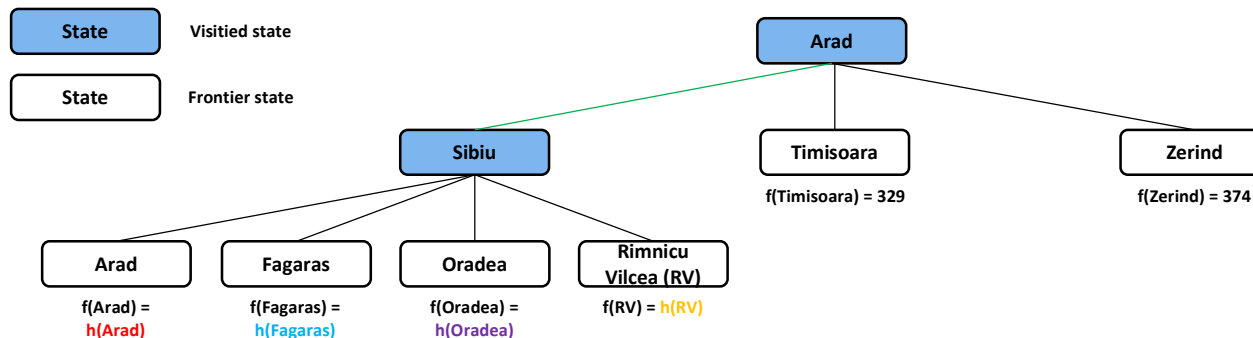 State
Visitied state
Arad
State
Frontier state
Sibiu
Timisoara
Zerind
f(Timisoara) = 329
f(Zerind) = 374
Arad
Fagaras
Oradea
Rimnicu
Vilcea (RV)
f(Arad) =
h(Arad)
f(Fagaras) =
h(Fagaras)
f(Oradea) =
h(Oradea)
f(RV) = h(RV)